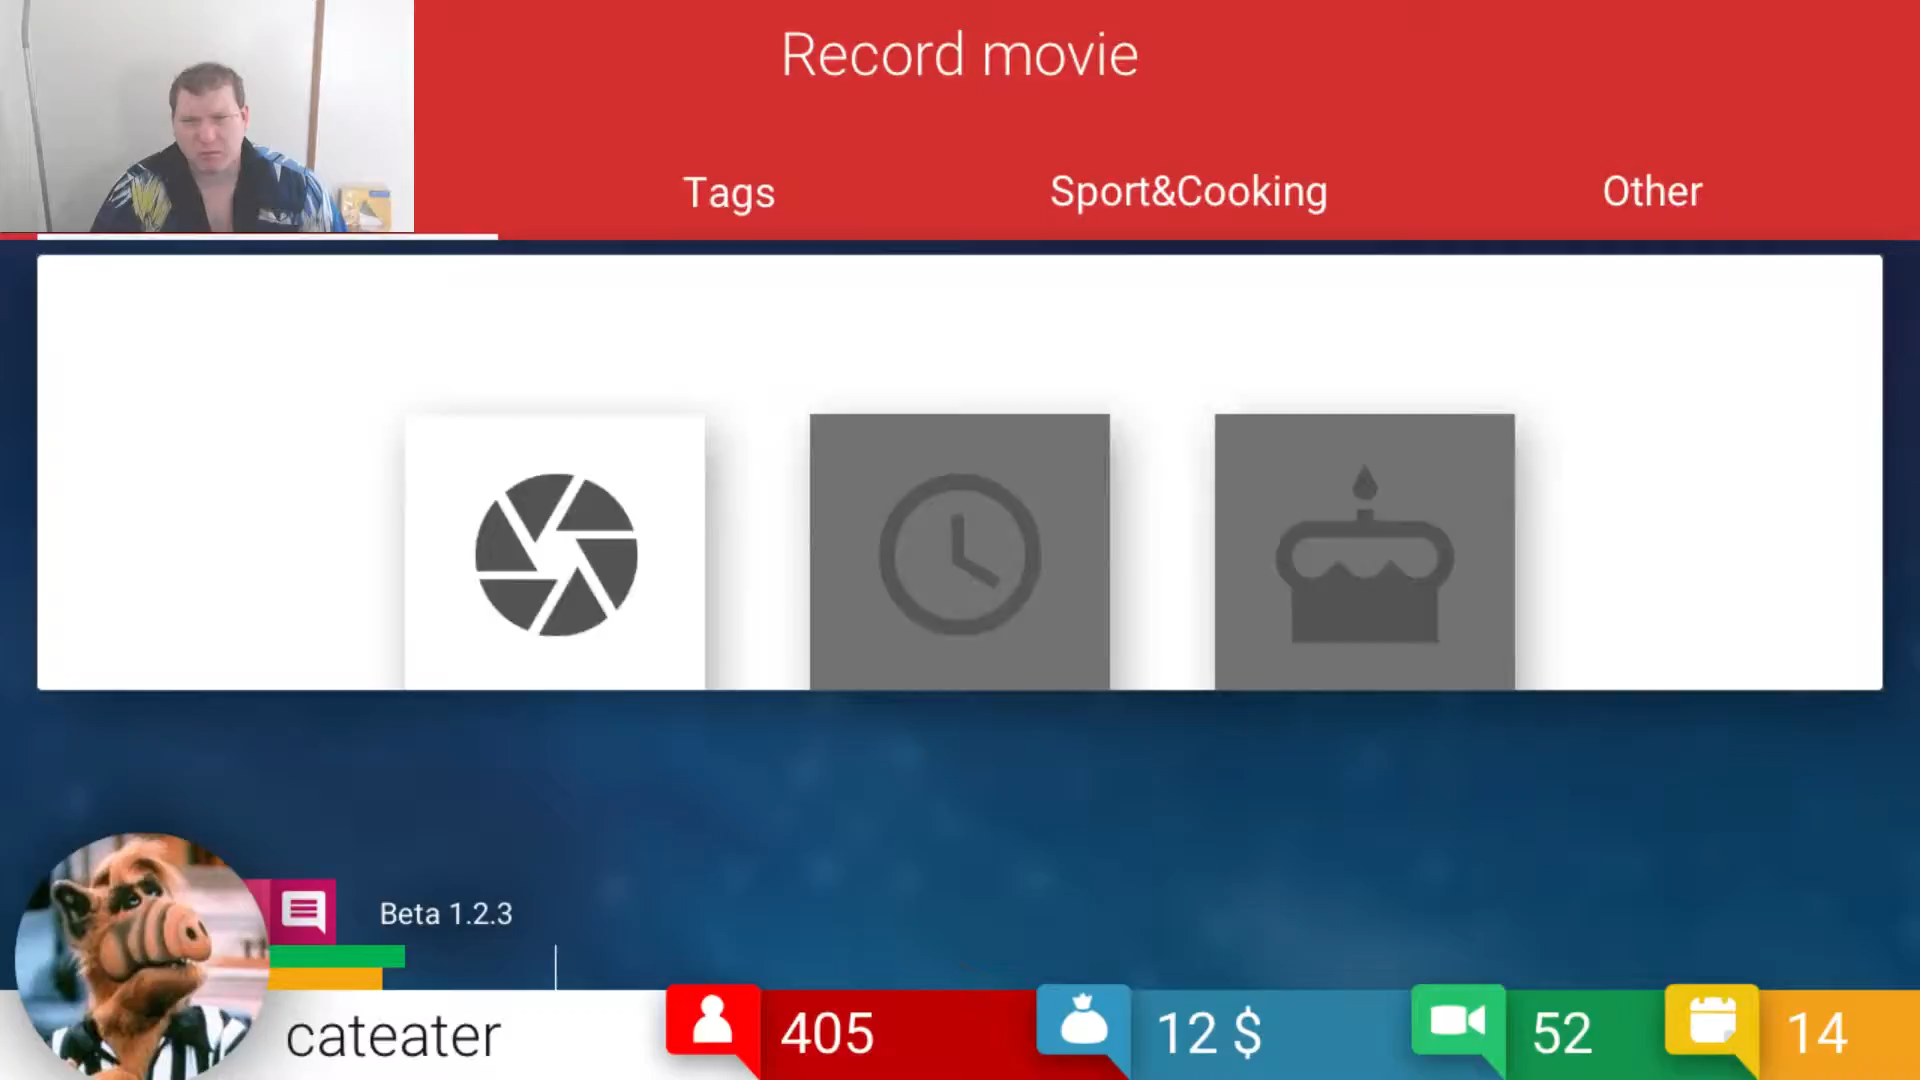 Record movie
Tags
Sport&Cooking
Other
Beta 1.2.3
cateater
405
12 $
52
14